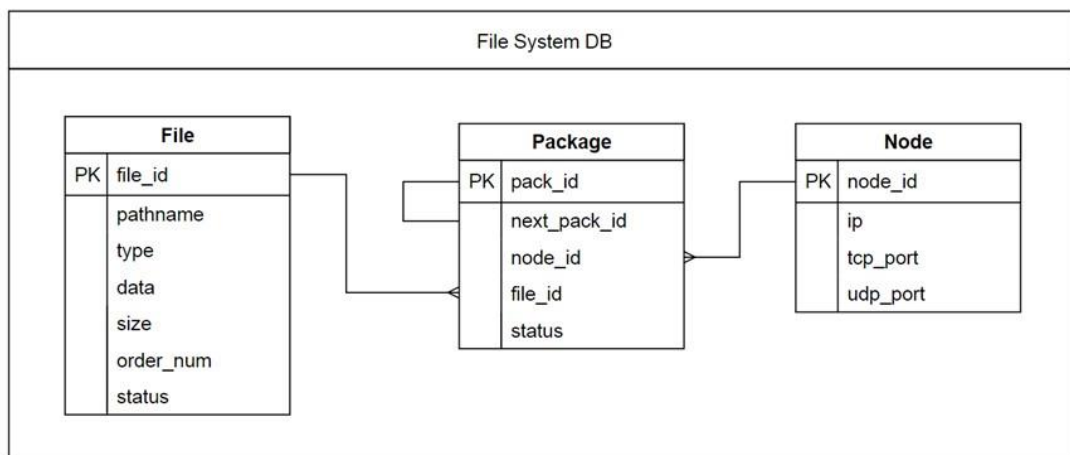 File System DB
File
PK file_id
pathname
type
data
size
order_num
status
Package
PK pack_id
next_pack_id
node_id
file_id
status
Node
PK node_id
ip
tcp_port
udp_port